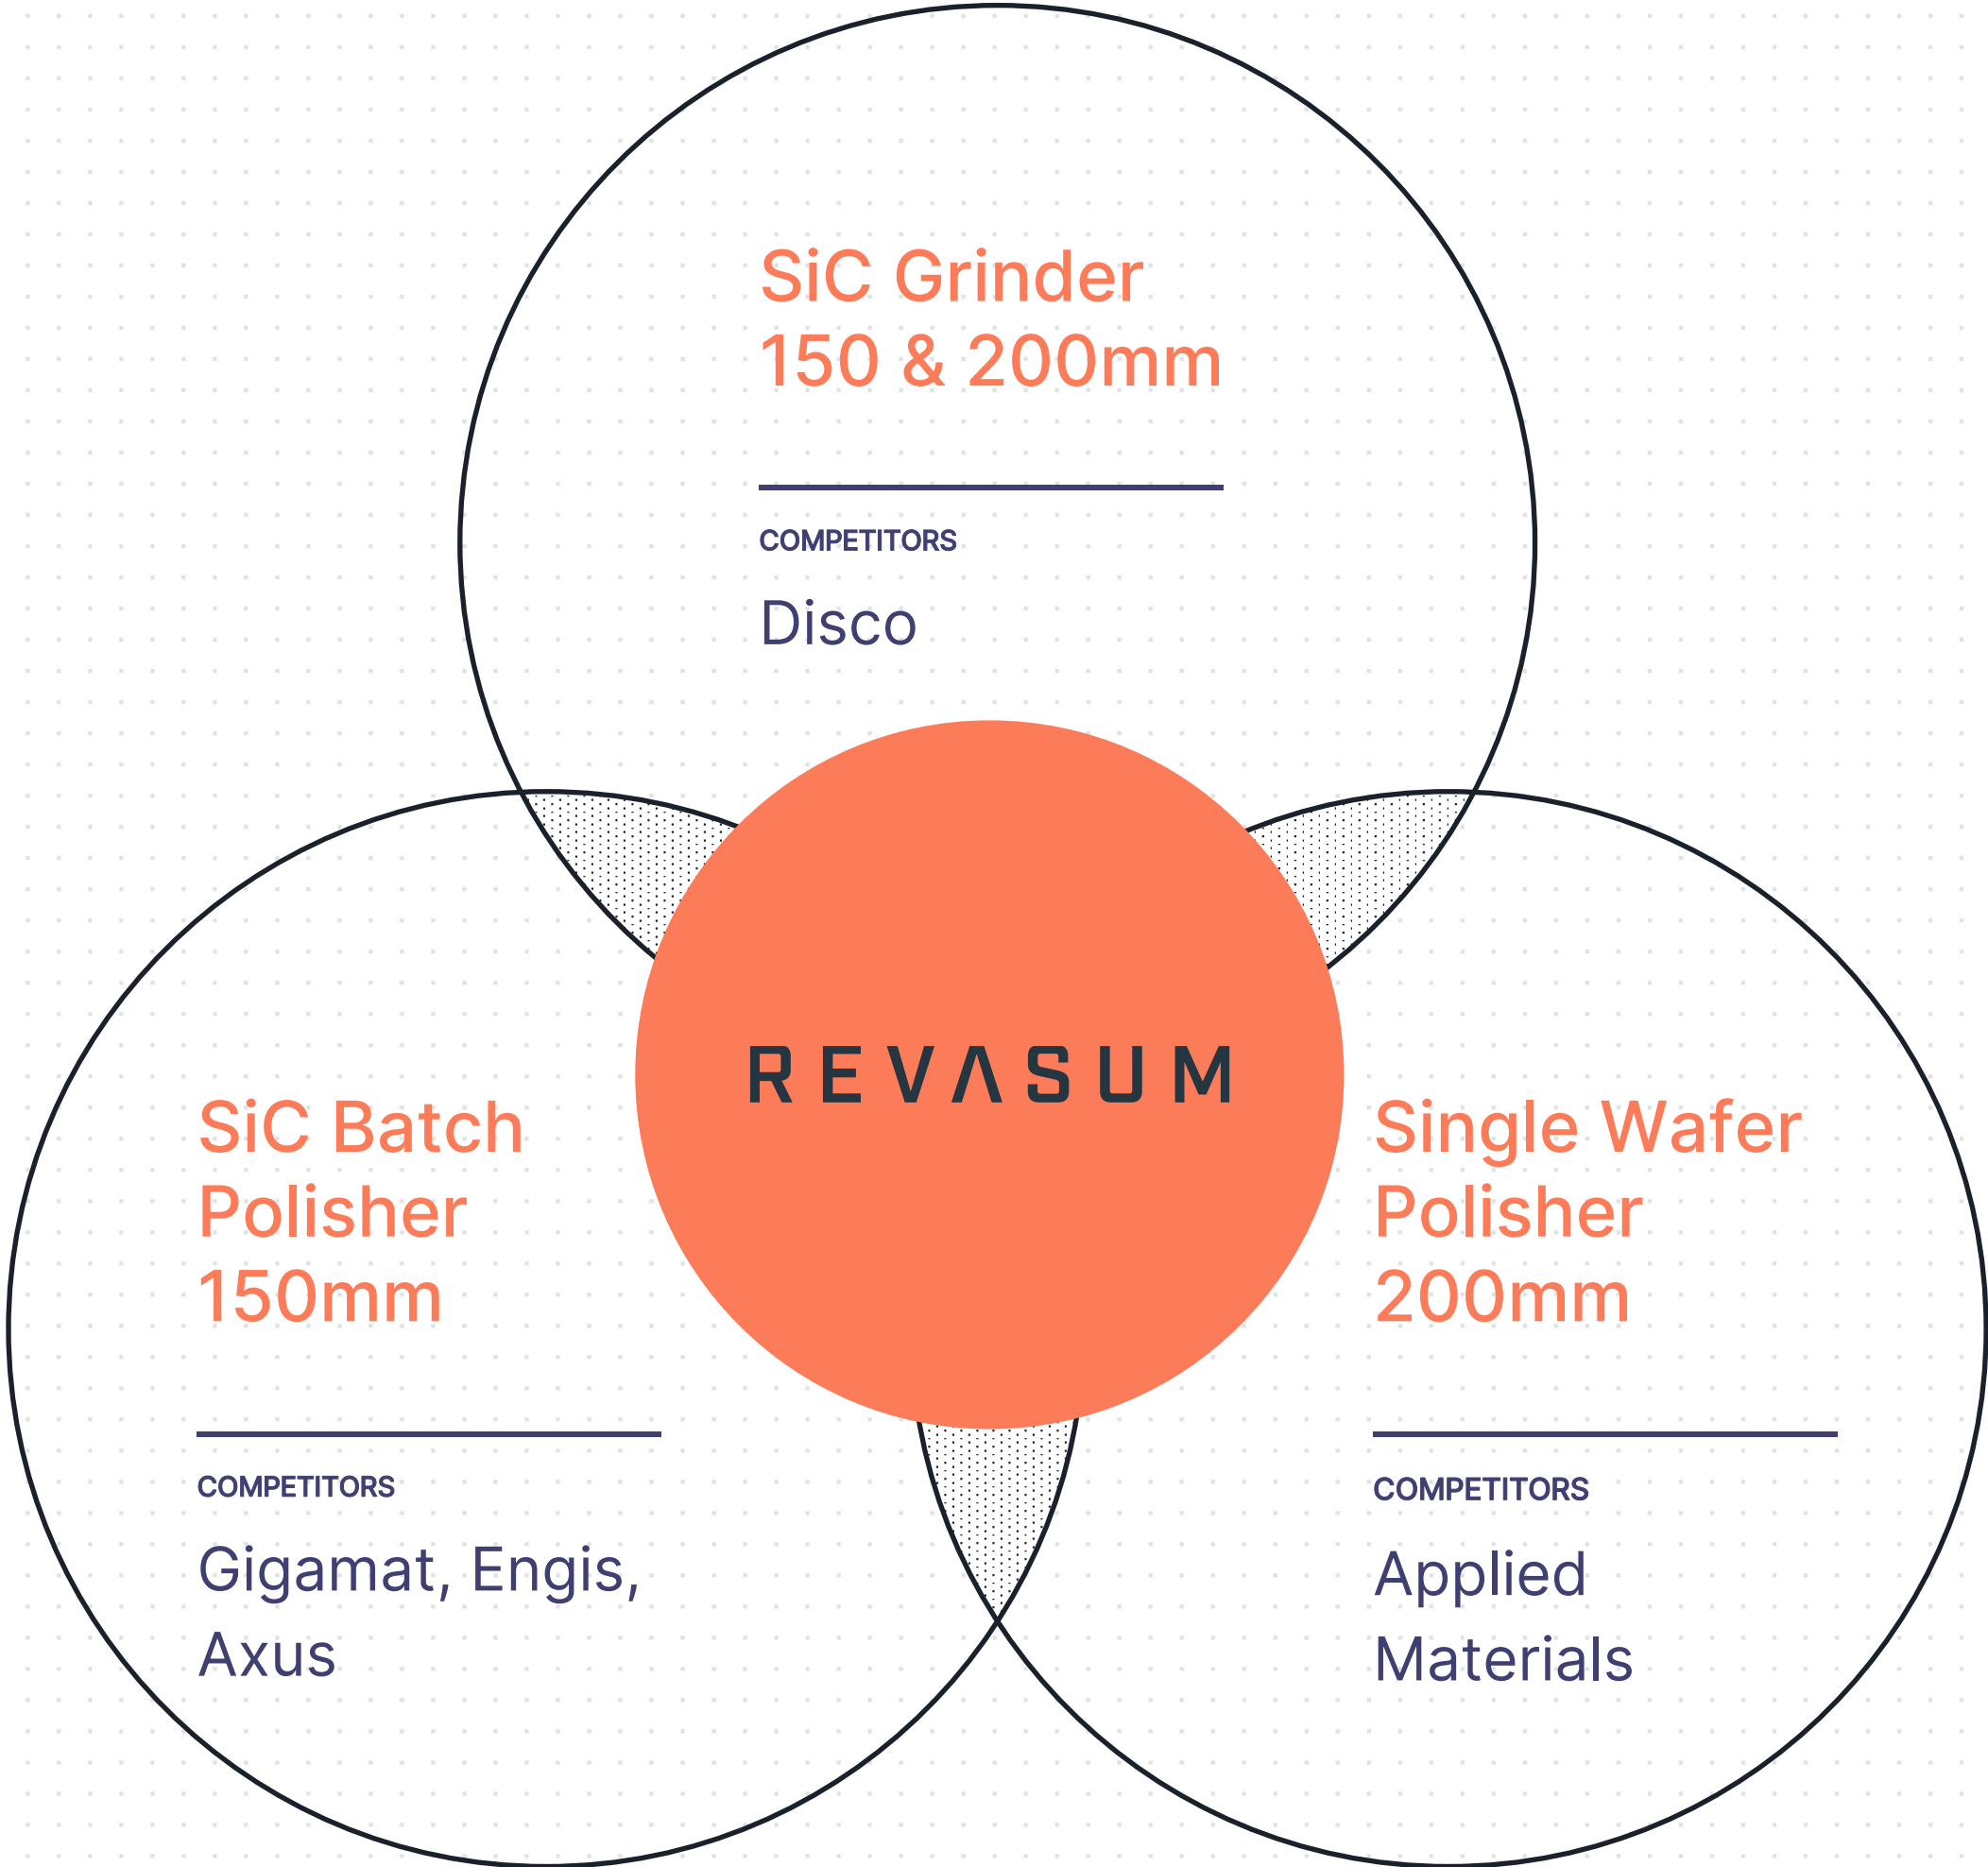 SiC Grinder
150 & 200mm
COMPETITORS
Disco
REVASUM
SiC Batch
Polisher
150mm
COMPETITORS
Gigamat, Engis,
Axus
Single Wafer
Polisher
200mm
COMPETITORS
Applied
Materials